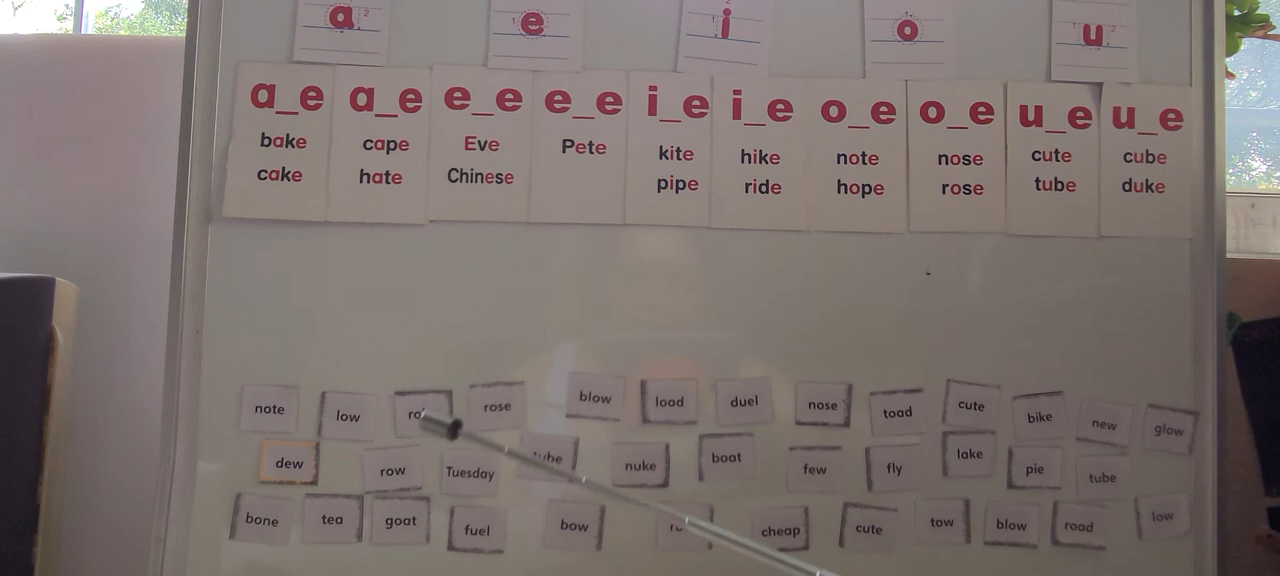 a e i o u
a_e a_e e_e e_e i_e i_e o_e o_e u_e u_e
bake cape Eve Pete kite hike note nose cute cube
cake hate Chinese pipe ride hope rose tube duke
note low rose blow load duel nose toad cute bike new glow
dew row Tuesday tube nuke boat few fly lake pie tube
bone tea goat fuel bow cheap cute tow blow road low